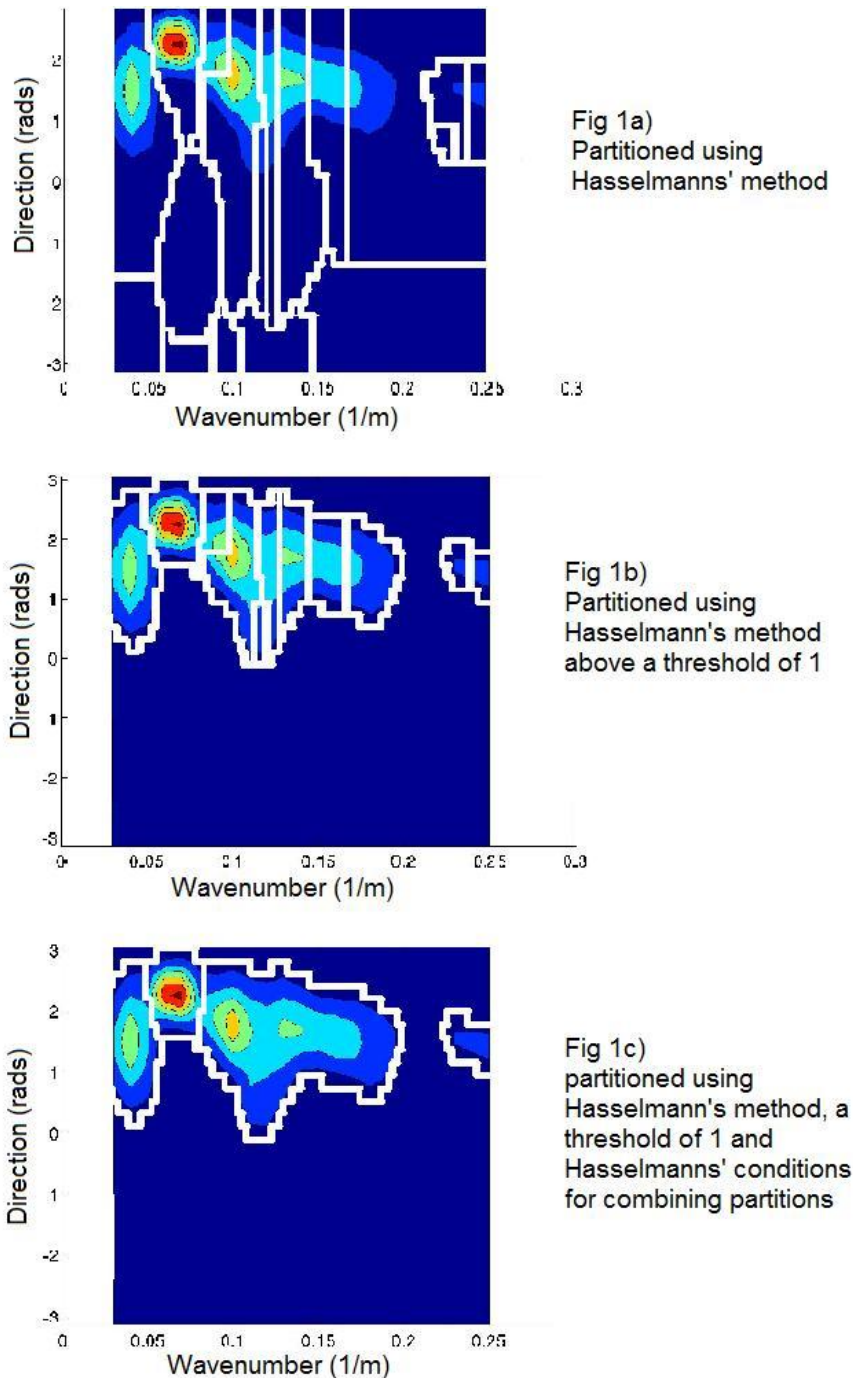 Direction (rads)
2
1
0
1
2
-3
0
0.05
0.1
0.15
0.2
0.25
0.3
Wavenumber (1/m)
Fig 1a)
Partitioned using
Hasselmanns' method
Direction (rads)
3
2
1
0
1
-2
-3
0
0.05
0.1
0.15
0.2
0.25
0.3
Wavenumber (1/m)
Fig 1b)
Partitioned using
Hasselmann's method
above a threshold of 1
Direction (rads)
3
2
1
0
1
-2
-3
0
0.05
0.1
0.15
0.2
0.25
Wavenumber (1/m)
Fig 1c)
partitioned using
Hasselmann's method, a
threshold of 1 and
Hasselmanns' conditions
for combining partitions